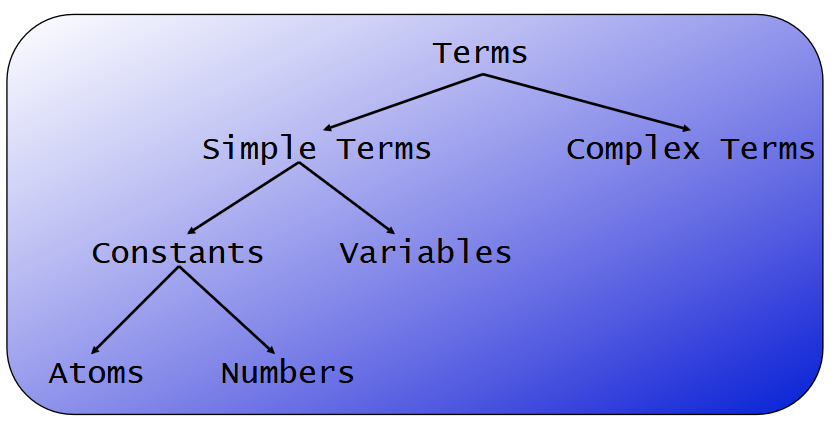 Terms
Simple Terms Complex Terms
Constants Variables
Atoms Numbers